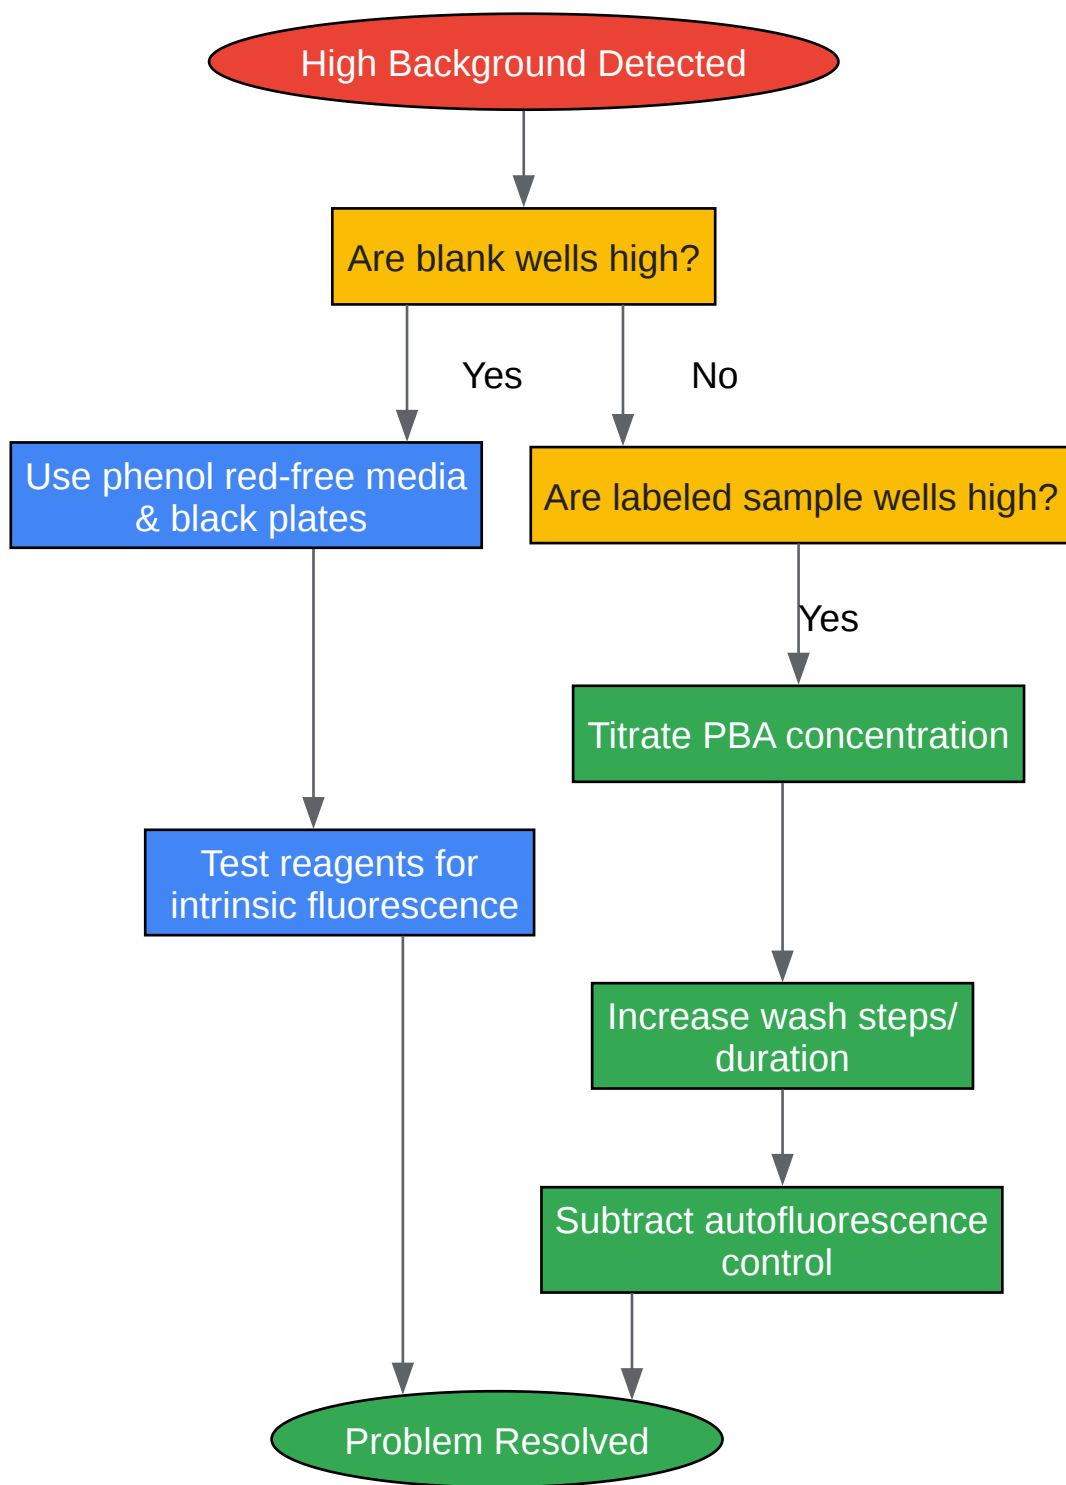 High Background Detected
Are blank wells high?
Yes
No
Use phenol red-free media
& black plates
Are labeled sample wells high?
Yes
Titrate PBA concentration
Test reagents for
intrinsic fluorescence
Increase wash steps/
duration
Subtract autofluorescence
control
Problem Resolved